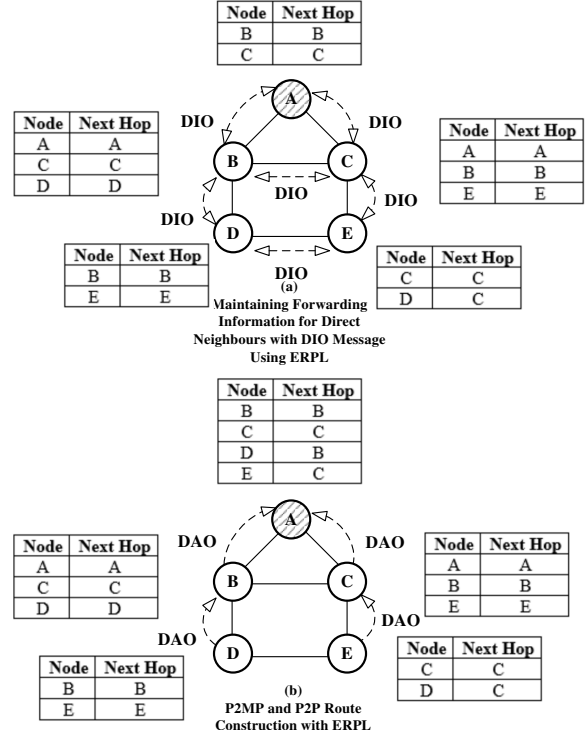 Node Next Hop
B B
C C
A
DIO
DIO
Node Next Hop
A A
C C
D D
Node Next Hop
A A
B B
E E
B
C
DIO
DIO
DIO
D
E
Node Next Hop
B B
E E
DIO
Node Next Hop
C C
D C
(a)
Maintaining Forwarding
Information for Direct
Neighbours with DIO Message
Using ERPL
Node Next Hop
B B
C C
D B
E C
A
DAO
DAO
Node Next Hop
A A
C C
D D
Node Next Hop
A A
B B
E E
B
C
DAO
DAO
D
E
Node Next Hop
B B
E E
Node Next Hop
C C
D C
(b)
P2MP and P2P Route
Construction with ERPL